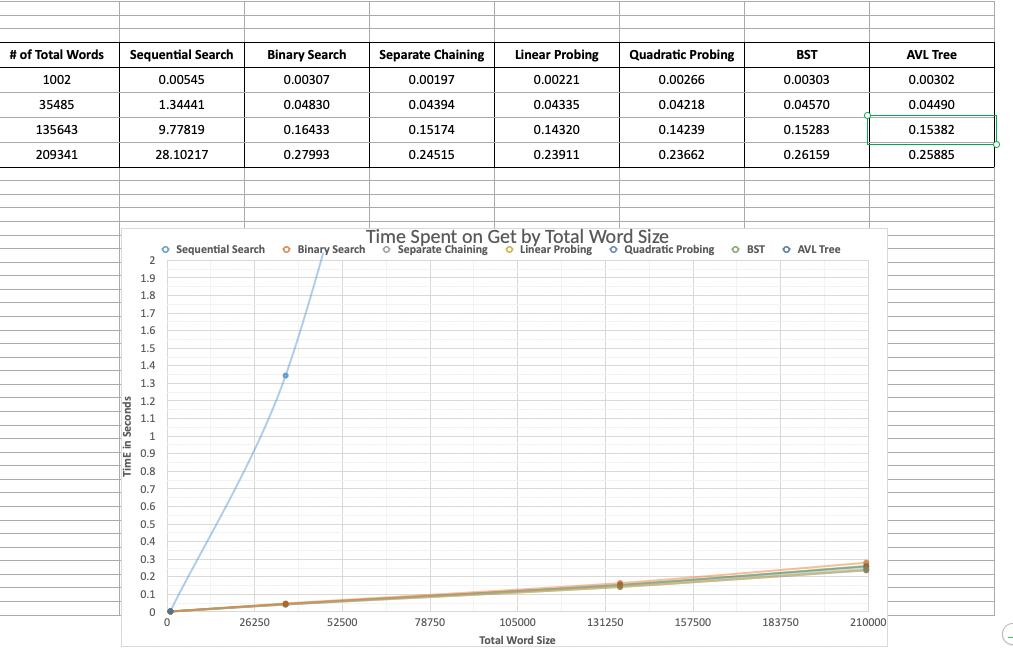 # of Total Words Sequential Search Binary Search Separate Chaining Linear Probing Quadratic Probing BST AVL Tree
1002 0.00545 0.00307 0.00197 0.00221 0.00266 0.00303 0.00302
35485 1.34441 0.04830 0.04394 0.04335 0.04218 0.04570 0.04490
135643 9.77819 0.16433 0.15174 0.14320 0.14239 0.15283 0.15382
209341 28.10217 0.27993 0.24515 0.23911 0.23662 0.26159 0.25885
Time Spent on Get by Total Word Size
Sequential Search Binary Search Separate Chaining Linear Probing Quadratic Probing BST AVL Tree
2
1.9
1.8
1.7
1.6
1.5
1.4
1.3
1.2
1.1
1
0.9
0.8
0.7
0.6
0.5
0.4
0.3
0.2
0.1
0
TimE in Seconds
0 26250 52500 78750 105000 131250 157500 183750 210000
Total Word Size